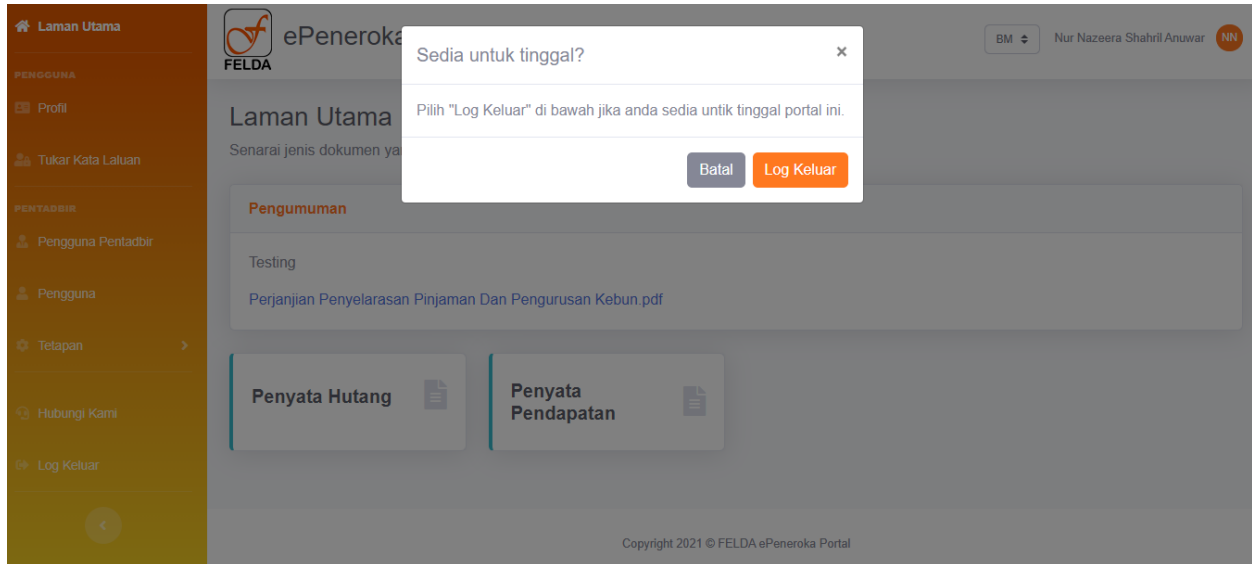 Laman Utama
PENGGUNA
Profil
Tukar Kata Laluan
PENTADBIR
Pengguna Pentadbir
Pengguna
Tetapan
Hubungi Kami
Log Keluar
FELDA
ePeneroka
BM
Nur Nazeera Shahril Anuwar
NN
Sedia untuk tinggal?
×
Pilih "Log Keluar" di bawah jika anda sedia untik tinggal portal ini.
Batal
Log Keluar
Laman Utama
Senarai jenis dokumen ya
Pengumuman
Testing
Perjanjian Penyelarasan Pinjaman Dan Pengurusan Kebun.pdf
Penyata Hutang
Penyata
Pendapatan
Copyright 2021 © FELDA ePeneroka Portal